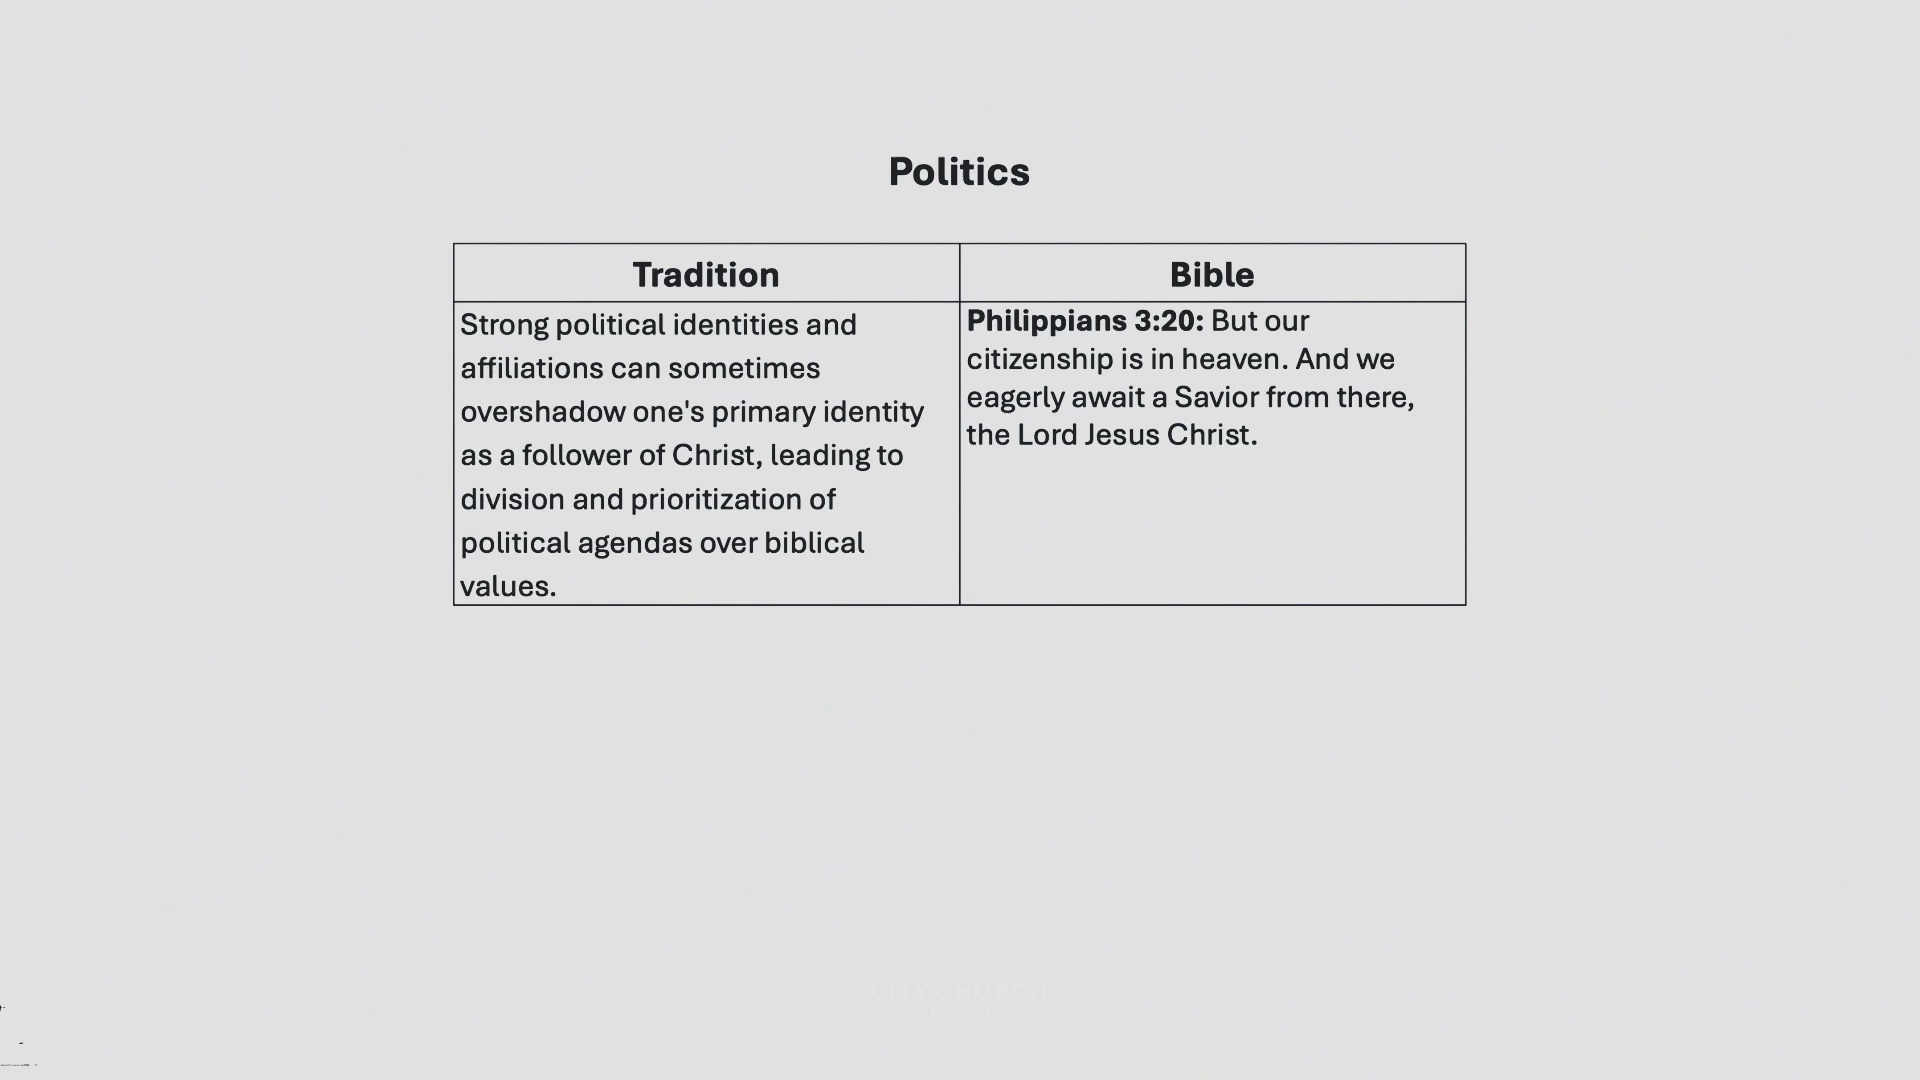 Politics
Tradition
Bible
Strong political identities and
affiliations can sometimes
overshadow one's primary identity
as a follower of Christ, leading to
division and prioritization of
political agendas over biblical
values.
Philippians 3:20: But our
citizenship is in heaven. And we
eagerly await a Savior from there,
the Lord Jesus Christ.
CITY CHURCH